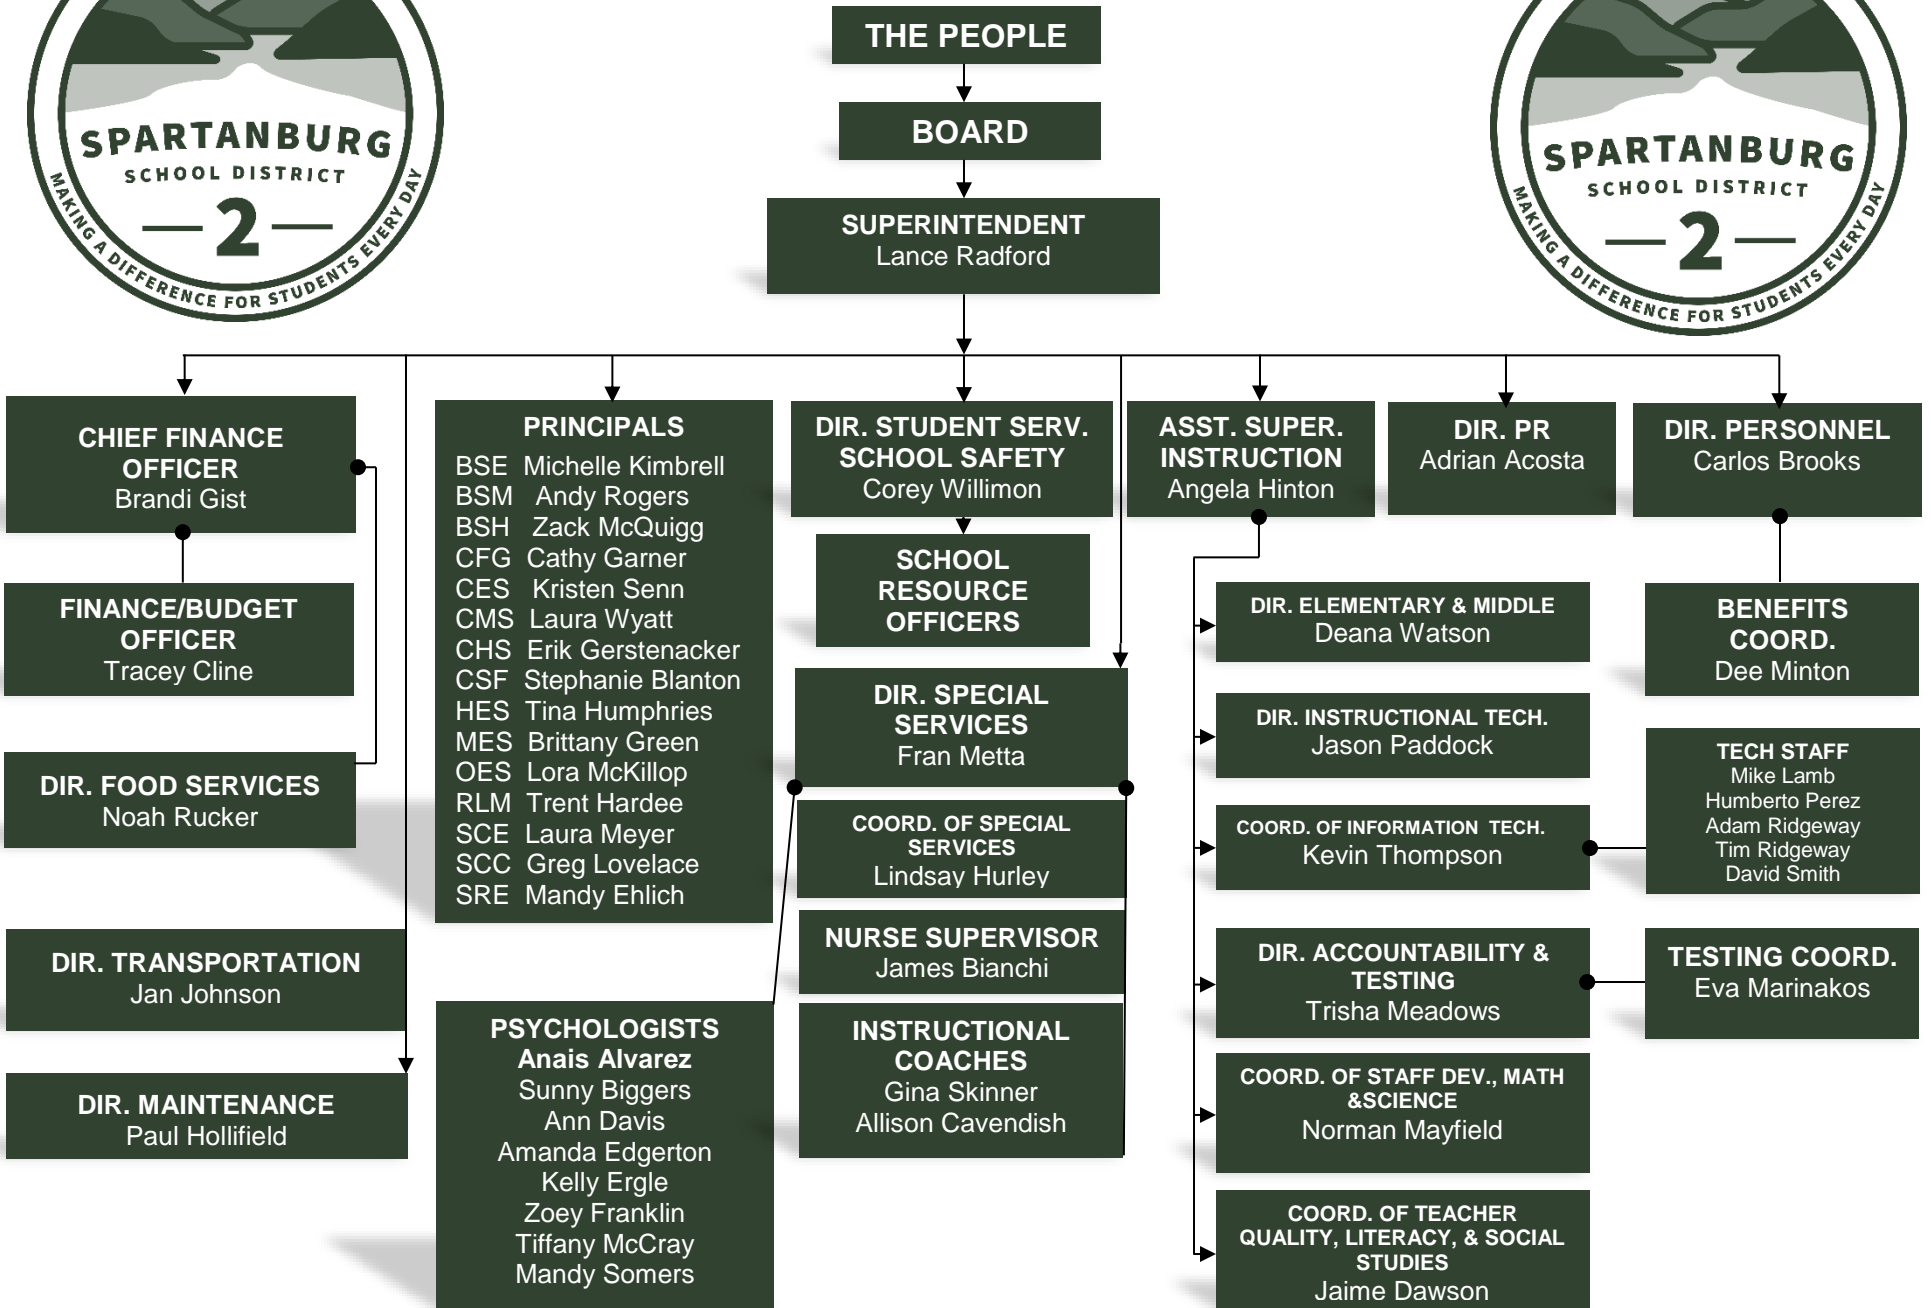 SPARTANBURG
SCHOOL DISTRICT
2
MAKING A DIFFERENCE FOR STUDENTS EVERY DAY
THE PEOPLE
BOARD
SUPERINTENDENT
Lance Radford
SPARTANBURG
SCHOOL DISTRICT
2
MAKING A DIFFERENCE FOR STUDENTS EVERY DAY
CHIEF FINANCE
OFFICER
Brandi Gist
FINANCE/BUDGET
OFFICER
Tracey Cline
DIR. FOOD SERVICES
Noah Rucker
DIR. TRANSPORTATION
Jan Johnson
DIR. MAINTENANCE
Paul Hollifield
PRINCIPALS
BSE Michelle Kimbrell
BSM Andy Rogers
BSH Zack McQuigg
CFG Cathy Garner
CES Kristen Senn
CMS Laura Wyatt
CHS Erik Gerstenacker
CSF Stephanie Blanton
HES Tina Humphries
MES Brittany Green
OES Lora McKillop
RLM Trent Hardee
SCE Laura Meyer
SCC Greg Lovelace
SRE Mandy Ehlich
PSYCHOLOGISTS
Anais Alvarez
Sunny Biggers
Ann Davis
Amanda Edgerton
Kelly Ergle
Zoey Franklin
Tiffany McCray
Mandy Somers
DIR. STUDENT SERV.
SCHOOL SAFETY
Corey Willimon
SCHOOL
RESOURCE
OFFICERS
DIR. SPECIAL
SERVICES
Fran Metta
COORD. OF SPECIAL
SERVICES
Lindsay Hurley
NURSE SUPERVISOR
James Bianchi
INSTRUCTIONAL
COACHES
Gina Skinner
Allison Cavendish
ASST. SUPER.
INSTRUCTION
Angela Hinton
DIR. ELEMENTARY & MIDDLE
Deana Watson
DIR. INSTRUCTIONAL TECH.
Jason Paddock
COORD. OF INFORMATION TECH.
Kevin Thompson
DIR. ACCOUNTABILITY &
TESTING
Trisha Meadows
COORD. OF STAFF DEV., MATH
&SCIENCE
Norman Mayfield
COORD. OF TEACHER
QUALITY, LITERACY, & SOCIAL
STUDIES
Jaime Dawson
DIR. PR
Adrian Acosta
DIR. PERSONNEL
Carlos Brooks
BENEFITS
COORD.
Dee Minton
TECH STAFF
Mike Lamb
Humberto Perez
Adam Ridgeway
Tim Ridgeway
David Smith
TESTING COORD.
Eva Marinakos